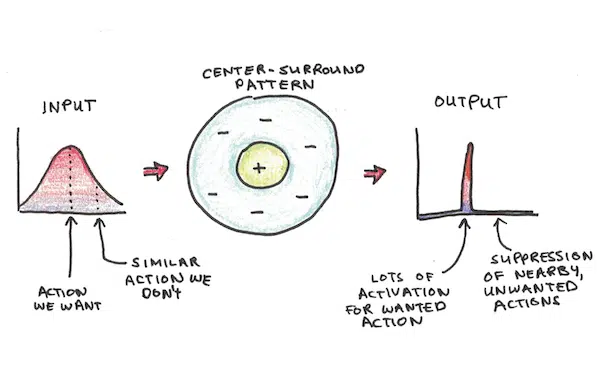 CENTER-SURROUND
PATTERN
INPUT
OUTPUT
+
-
-
-
-
-
-
-
ACTION
WE WANT
SIMILAR
ACTION WE
DON'T
LOTS OF
ACTIVATION
FOR WANTED
ACTION
SUPPRESSION
OF NEARBY,
UNWANTED
ACTIONS